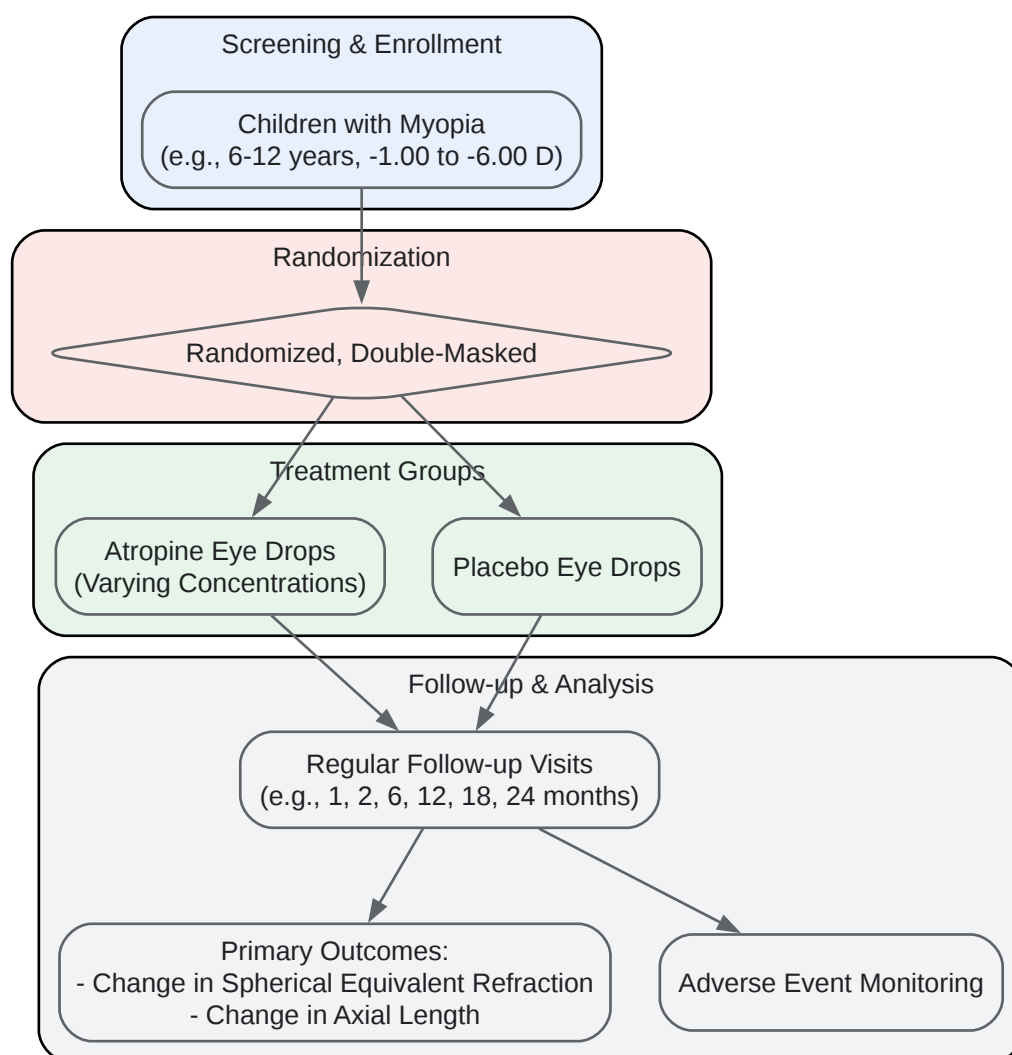 Screening & Enrollment
Children with Myopia
(e.g., 6-12 years, -1.00 to -6.00 D)
Randomization
Randomized, Double-Masked
Treatment Groups
Atropine Eye Drops
(Varying Concentrations)
Placebo Eye Drops
Follow-up & Analysis
Regular Follow-up Visits
(e.g., 1, 2, 6, 12, 18, 24 months)
Primary Outcomes:
- Change in Spherical Equivalent Refraction
- Change in Axial Length
Adverse Event Monitoring